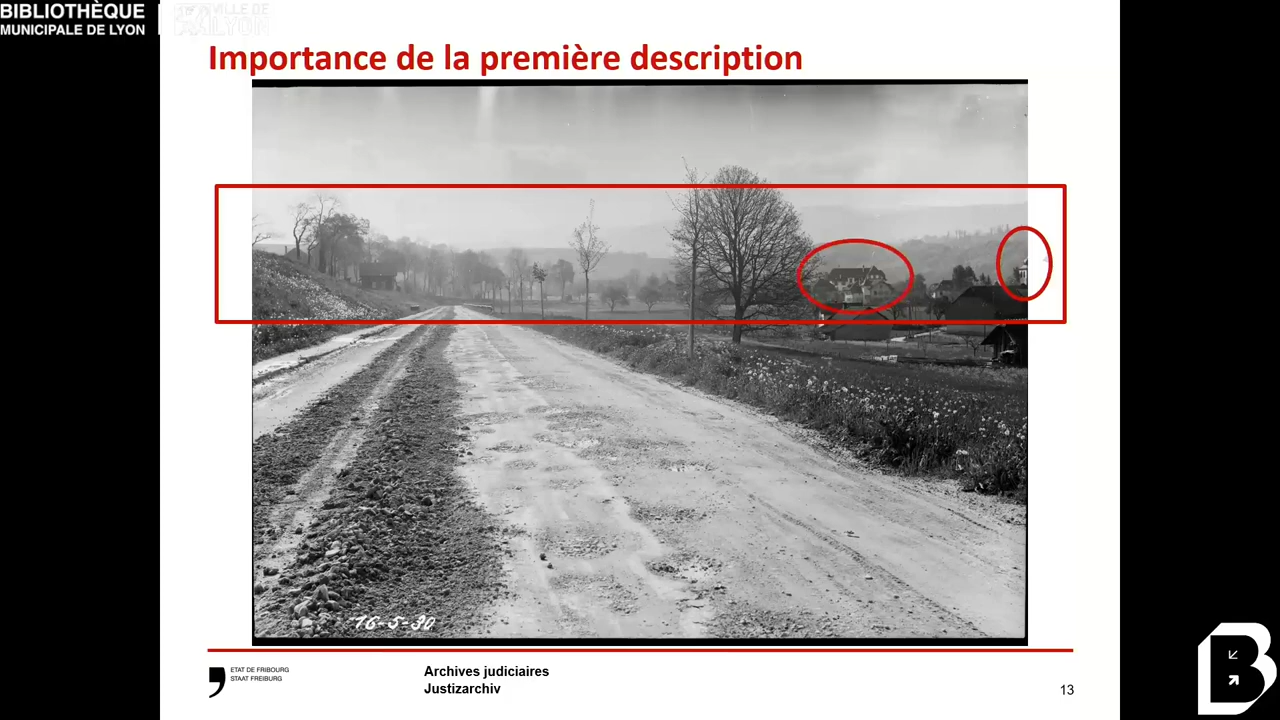 BIBLIOTHÈQUE
MUNICIPALE DE LYON
VILLE DE
LYON
Importance de la première description
16-5-30
ETAT DE FRIBOURG
STAAT FREIBURG
Archives judiciaires
Justizarchiv
13
B